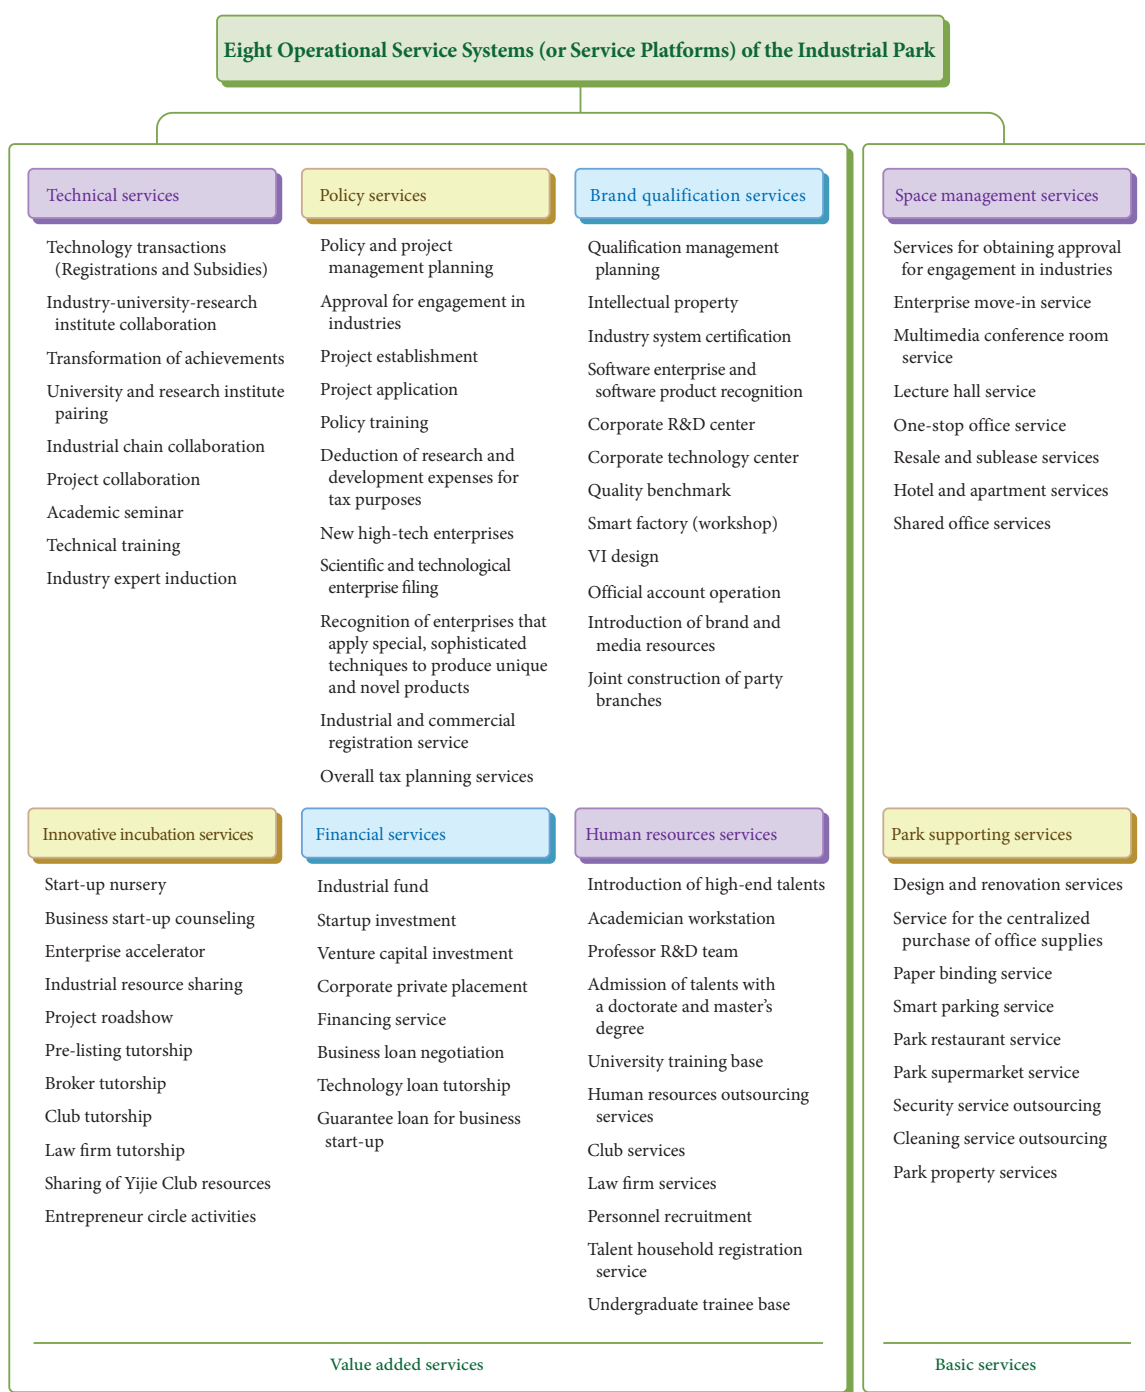 Eight Operational Service Systems (or Service Platforms) of the Industrial Park
Technical services
Technology transactions
(Registrations and Subsidies)
Industry-university-research
institute collaboration
Transformation of achievements
University and research institute
pairing
Industrial chain collaboration
Project collaboration
Academic seminar
Technical training
Industry expert induction
Policy services
Policy and project
management planning
Approval for engagement in
industries
Project establishment
Project application
Policy training
Deduction of research and
development expenses for
tax purposes
New high-tech enterprises
Scientific and technological
enterprise filing
Recognition of enterprises that
apply special, sophisticated
techniques to produce unique
and novel products
Industrial and commercial
registration service
Overall tax planning services
Brand qualification services
Qualification management
planning
Intellectual property
Industry system certification
Software enterprise and
software product recognition
Corporate R&D center
Corporate technology center
Quality benchmark
Smart factory (workshop)
VI design
Official account operation
Introduction of brand and
media resources
Joint construction of party
branches
Innovative incubation services
Start-up nursery
Business start-up counseling
Enterprise accelerator
Industrial resource sharing
Project roadshow
Pre-listing tutorship
Broker tutorship
Club tutorship
Law firm tutorship
Sharing of Yijie Club resources
Entrepreneur circle activities
Financial services
Industrial fund
Startup investment
Venture capital investment
Corporate private placement
Financing service
Business loan negotiation
Technology loan tutorship
Guarantee loan for business
start-up
Human resources services
Introduction of high-end talents
Academician workstation
Professor R&D team
Admission of talents with
a doctorate and master's
degree
University training base
Human resources outsourcing
services
Club services
Law firm services
Personnel recruitment
Talent household registration
service
Undergraduate trainee base
Value added services
Space management services
Services for obtaining approval
for engagement in industries
Enterprise move-in service
Multimedia conference room
service
Lecture hall service
One-stop office service
Resale and sublease services
Hotel and apartment services
Shared office services
Park supporting services
Design and renovation services
Service for the centralized
purchase of office supplies
Paper binding service
Smart parking service
Park restaurant service
Park supermarket service
Security service outsourcing
Cleaning service outsourcing
Park property services
Basic services